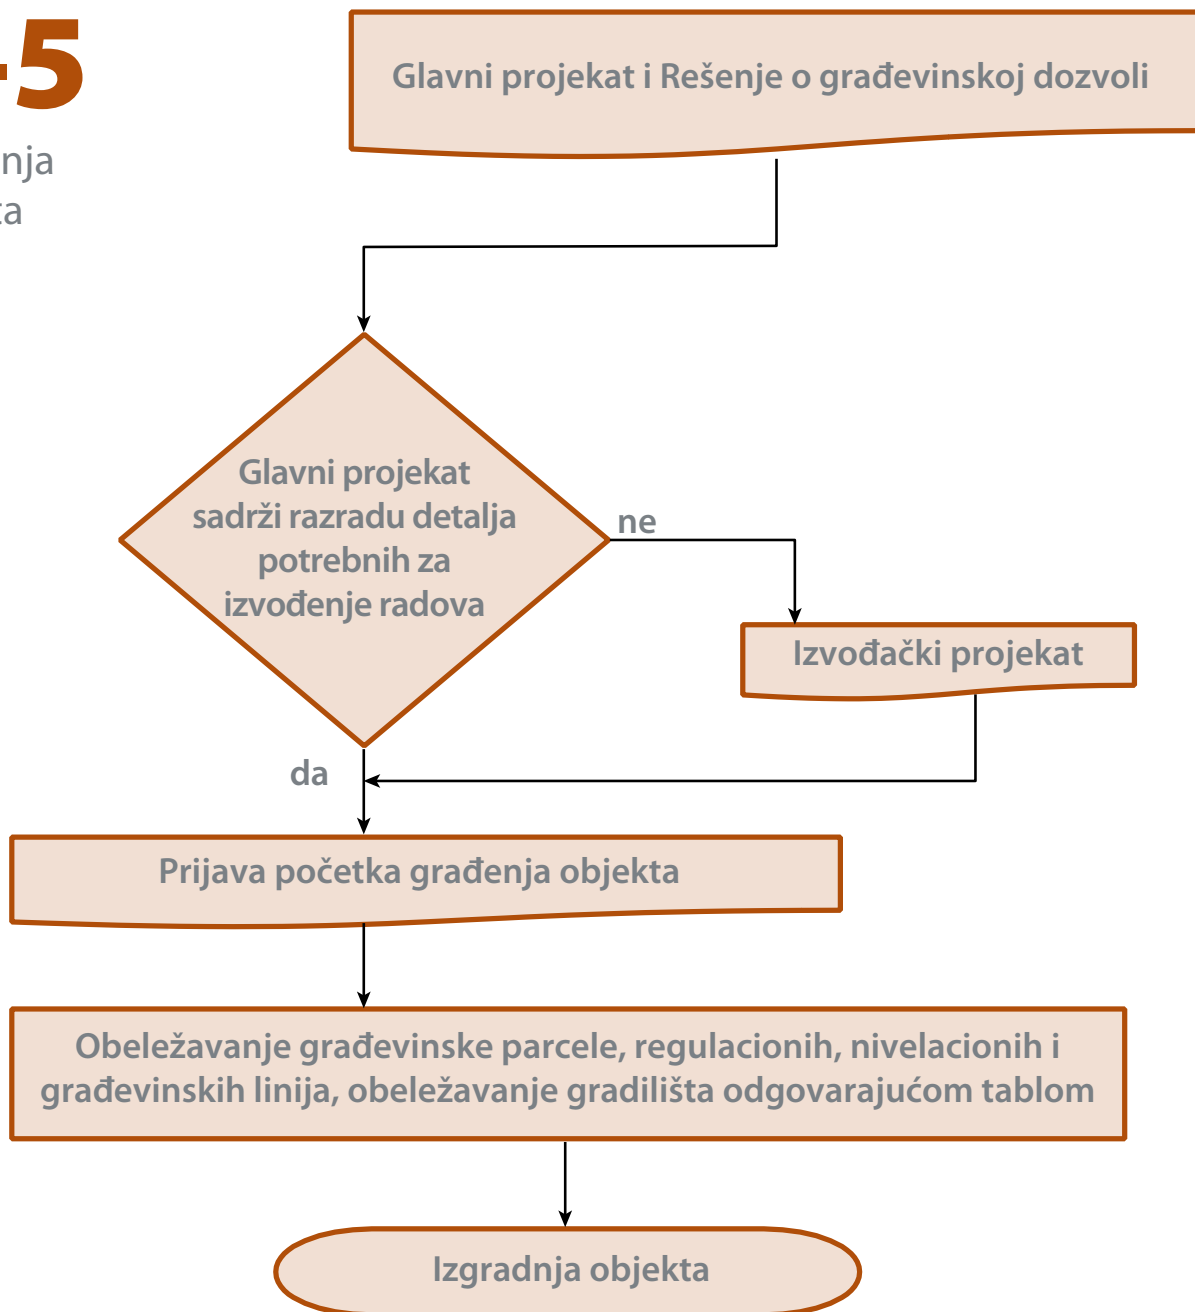 -5
nja
ta
Glavni projekat i Rešenje o građevinskoj dozvoli
Glavni projekat
sadrži razradu detalja
potrebnih za
izvođenje radova
ne
Izvođački projekat
da
Prijava početka građenja objekta
Obeležavanje građevinske parcele, regulacionih, nivelacionih i
građevinskih linija, obeležavanje gradilišta odgovarajućom tablom
Izgradnja objekta